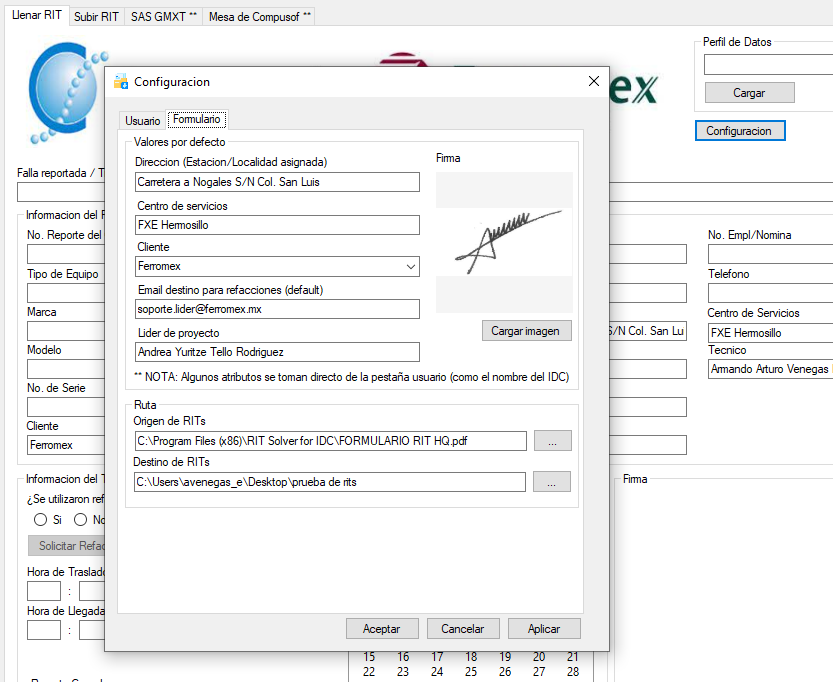 Llenar RIT Subir RIT SAS GMXT ** Mesa de Compusof **
Perfil de Datos
Cargar
Configuracion
ex
Falla reportada / T
Informacion del F
No. Reporte del
Tipo de Equipo
Marca
Modelo
No. de Serie
Cliente
Ferromex
Informacion del T
¿Se utilizaron ref
Si No
Solicitar Refac
Hora de Traslado
:
Hora de Llegada
:
Configuracion
Usuario Formulario
Valores por defecto
Direccion (Estacion/Localidad asignada)
Carretera a Nogales S/N Col. San Luis
Centro de servicios
FXE Hermosillo
Cliente
Ferromex
Email destino para refacciones (default)
soporte.lider@ferromex.mx
Lider de proyecto
Andrea Yuritze Tello Rodriguez
Firma
Cargar imagen
** NOTA: Algunos atributos se toman directo de la pestaña usuario (como el nombre del IDC)
Ruta
Origen de RITs
C:\Program Files (x86)\RIT Solver for IDC\FORMULARIO RIT HQ.pdf
...
Destino de RITs
C:\Users\avenegas_e\Desktop\prueba de rits
...
Aceptar Cancelar Aplicar
No. Empl/Nomina
Telefono
Centro de Servicios
S/N Col. San Lu
FXE Hermosillo
Tecnico
Armando Arturo Venegas
Firma
15 16 17 18 19 20 21
22 23 24 25 26 27 28